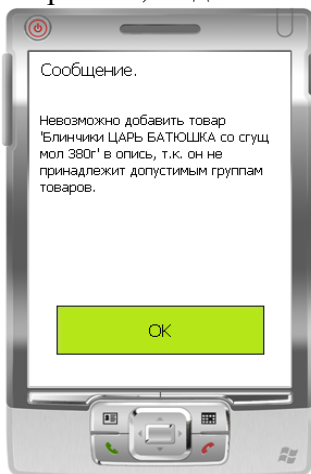 Сообщение.
Невозможно добавить товар
'Блинчики ЦАРЬ БАТЮШКА со сгущ
мол 380г' в опись, т.к. он не
принадлежит допустимым группам
товаров.
OK